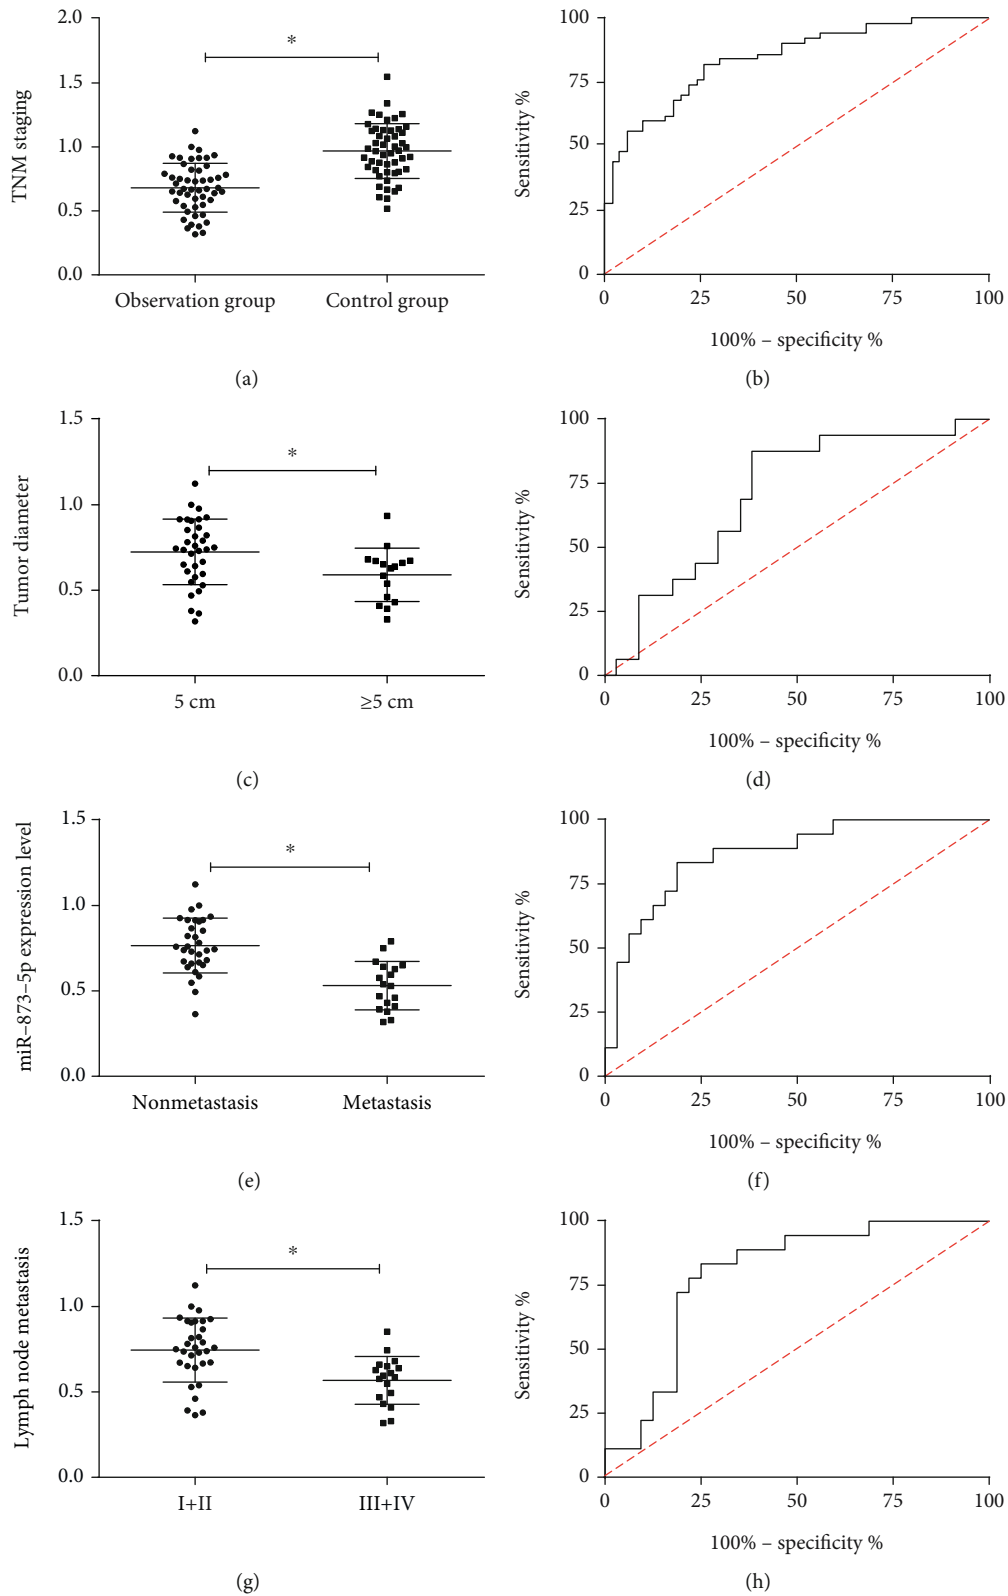 TNM staging
2.0
1.5
1.0
0.5
0.0
*
Observation group
Control group
(a)
Sensitivity %
100
75
50
25
0
0
25
50
75
100
100% – specificity %
(b)
Tumor diameter
1.5
1.0
0.5
0.0
*
5 cm
≥5 cm
(c)
Sensitivity %
100
75
50
25
0
0
25
50
75
100
100% – specificity %
(d)
miR–873–5p expression level
1.5
1.0
0.5
0.0
*
Nonmetastasis
Metastasis
(e)
Sensitivity %
100
75
50
25
0
0
25
50
75
100
100% – specificity %
(f)
Lymph node metastasis
1.5
1.0
0.5
0.0
*
I+II
III+IV
(g)
Sensitivity %
100
75
50
25
0
0
25
50
75
100
100% – specificity %
(h)